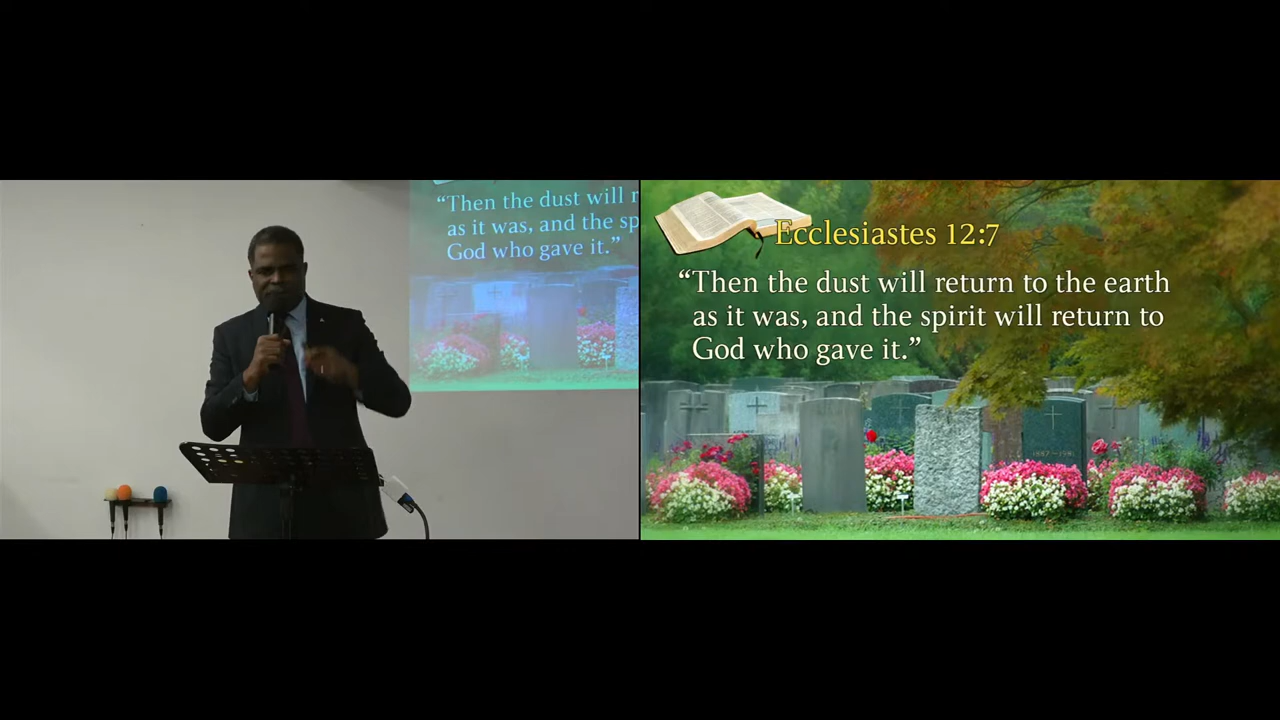 “Then the dust will r
as it was, and the sp
God who gave it.”
Ecclesiastes 12:7
“Then the dust will return to the earth
as it was, and the spirit will return to
God who gave it.”